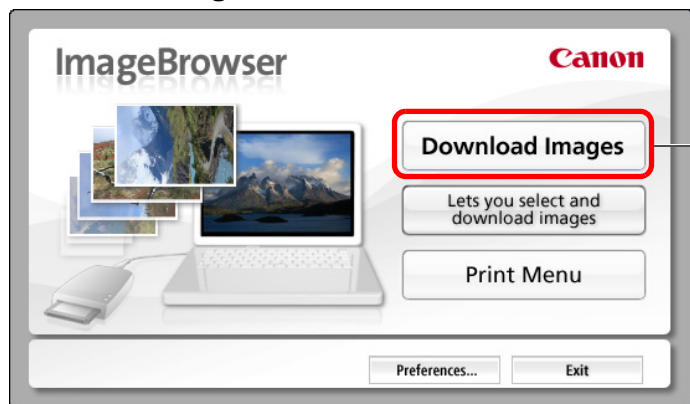 ImageBrowser
Canon
Download Images
Lets you select and
download images
Print Menu
Preferences...
Exit